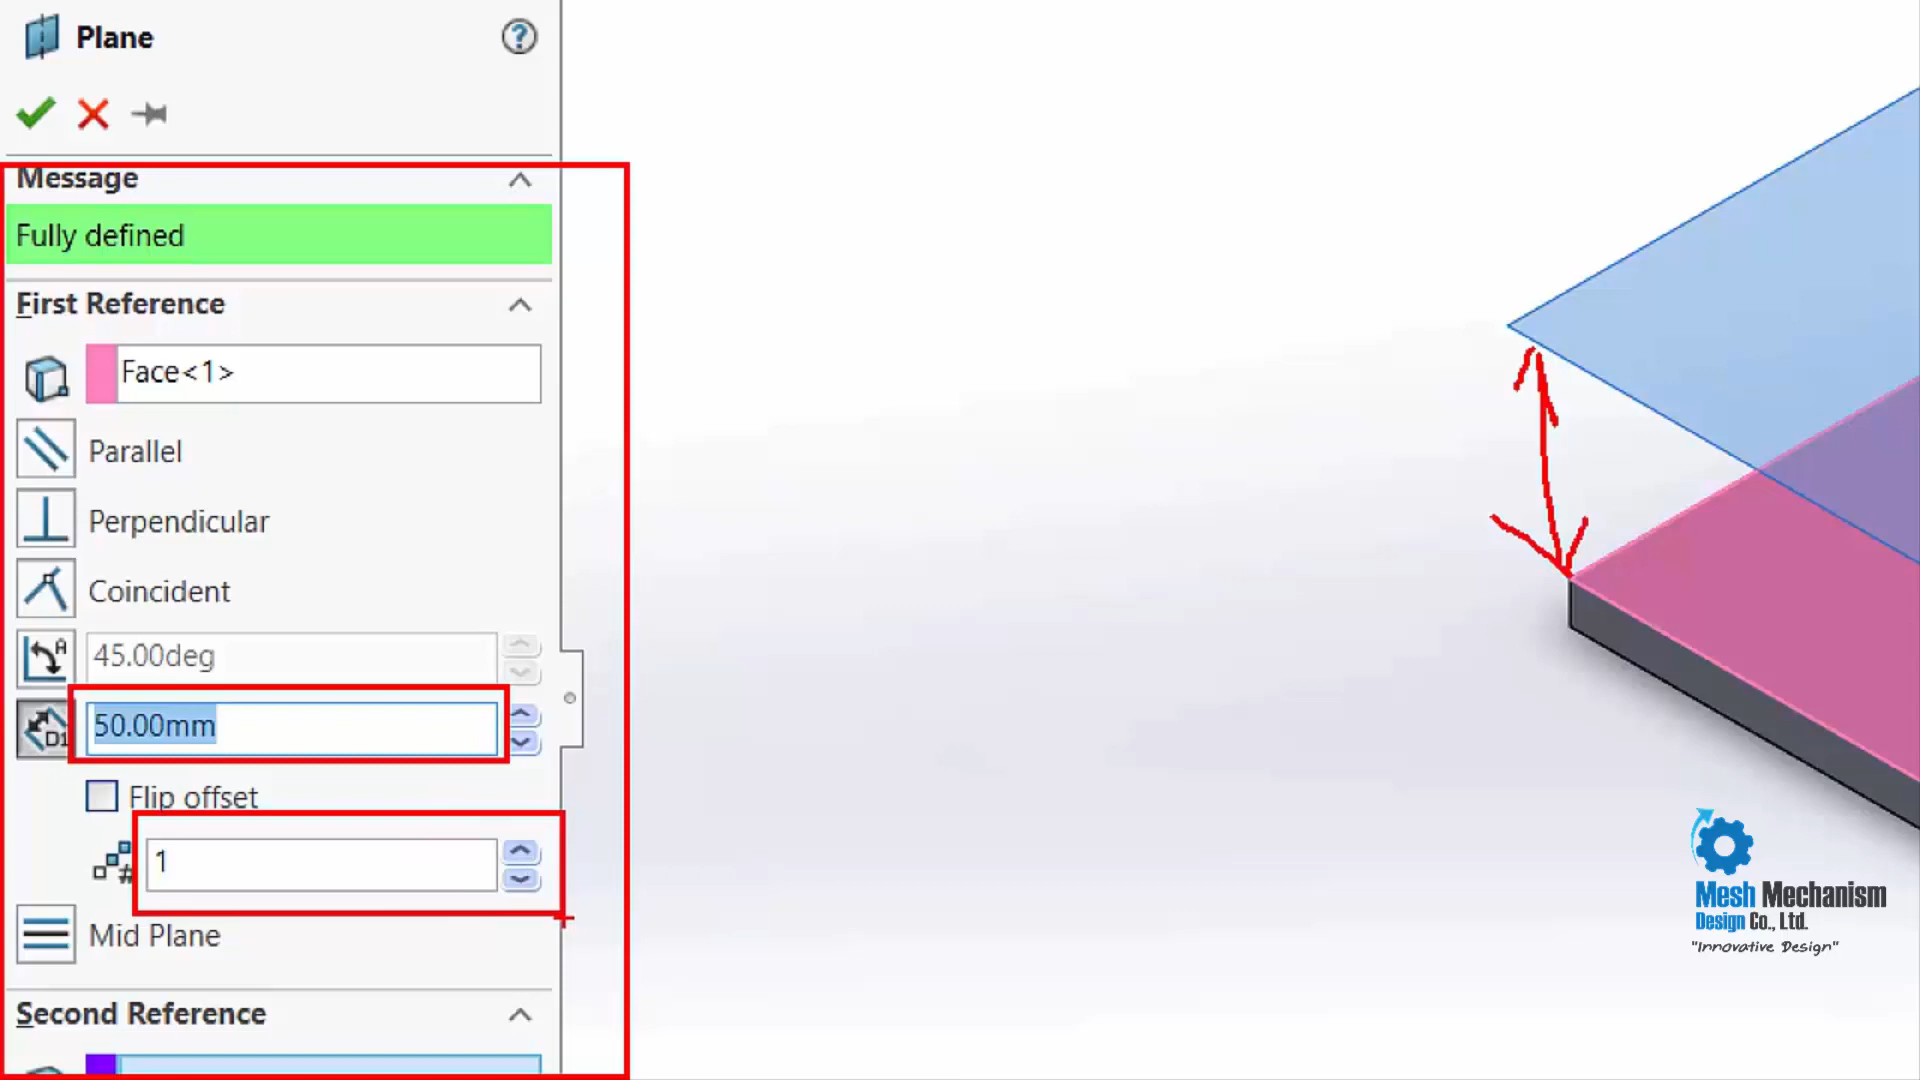 Plane
?
Message
Fully defined
First Reference
Face<1>
Parallel
Perpendicular
Coincident
A
45.00deg
D1
50.00mm
Flip offset
#
1
Mid Plane
Second Reference
Mesh Mechanism
Design Co., Ltd.
"Innovative Design"